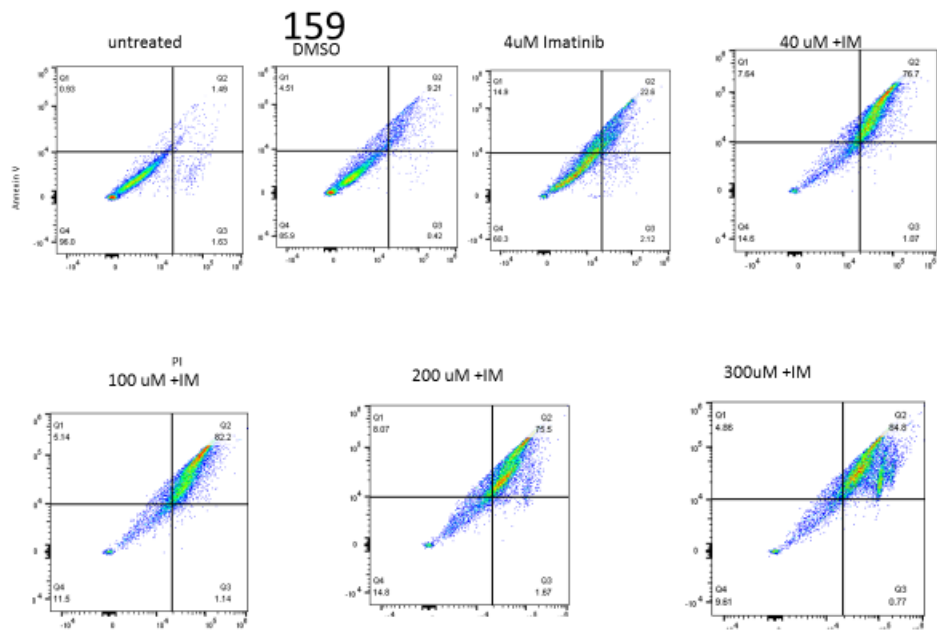 159
untreated
DMSO
4uM Imatinib
40 uM +IM
Q1
0.93
Q2
1.49
Q4
96.0
Q3
1.63
Annexin V
Q1
4.51
Q2
9.21
Q4
85.9
Q3
0.42
Q1
14.9
Q2
22.6
Q4
60.3
Q3
2.12
Q1
7.64
Q2
76.7
Q4
14.6
Q3
1.07
PI
100 uM +IM
200 uM +IM
300uM +IM
Q1
5.14
Q2
82.2
Q4
11.5
Q3
1.14
Q1
8.07
Q2
75.5
Q4
14.8
Q3
1.67
Q1
4.86
Q2
84.8
Q4
9.61
Q3
0.77